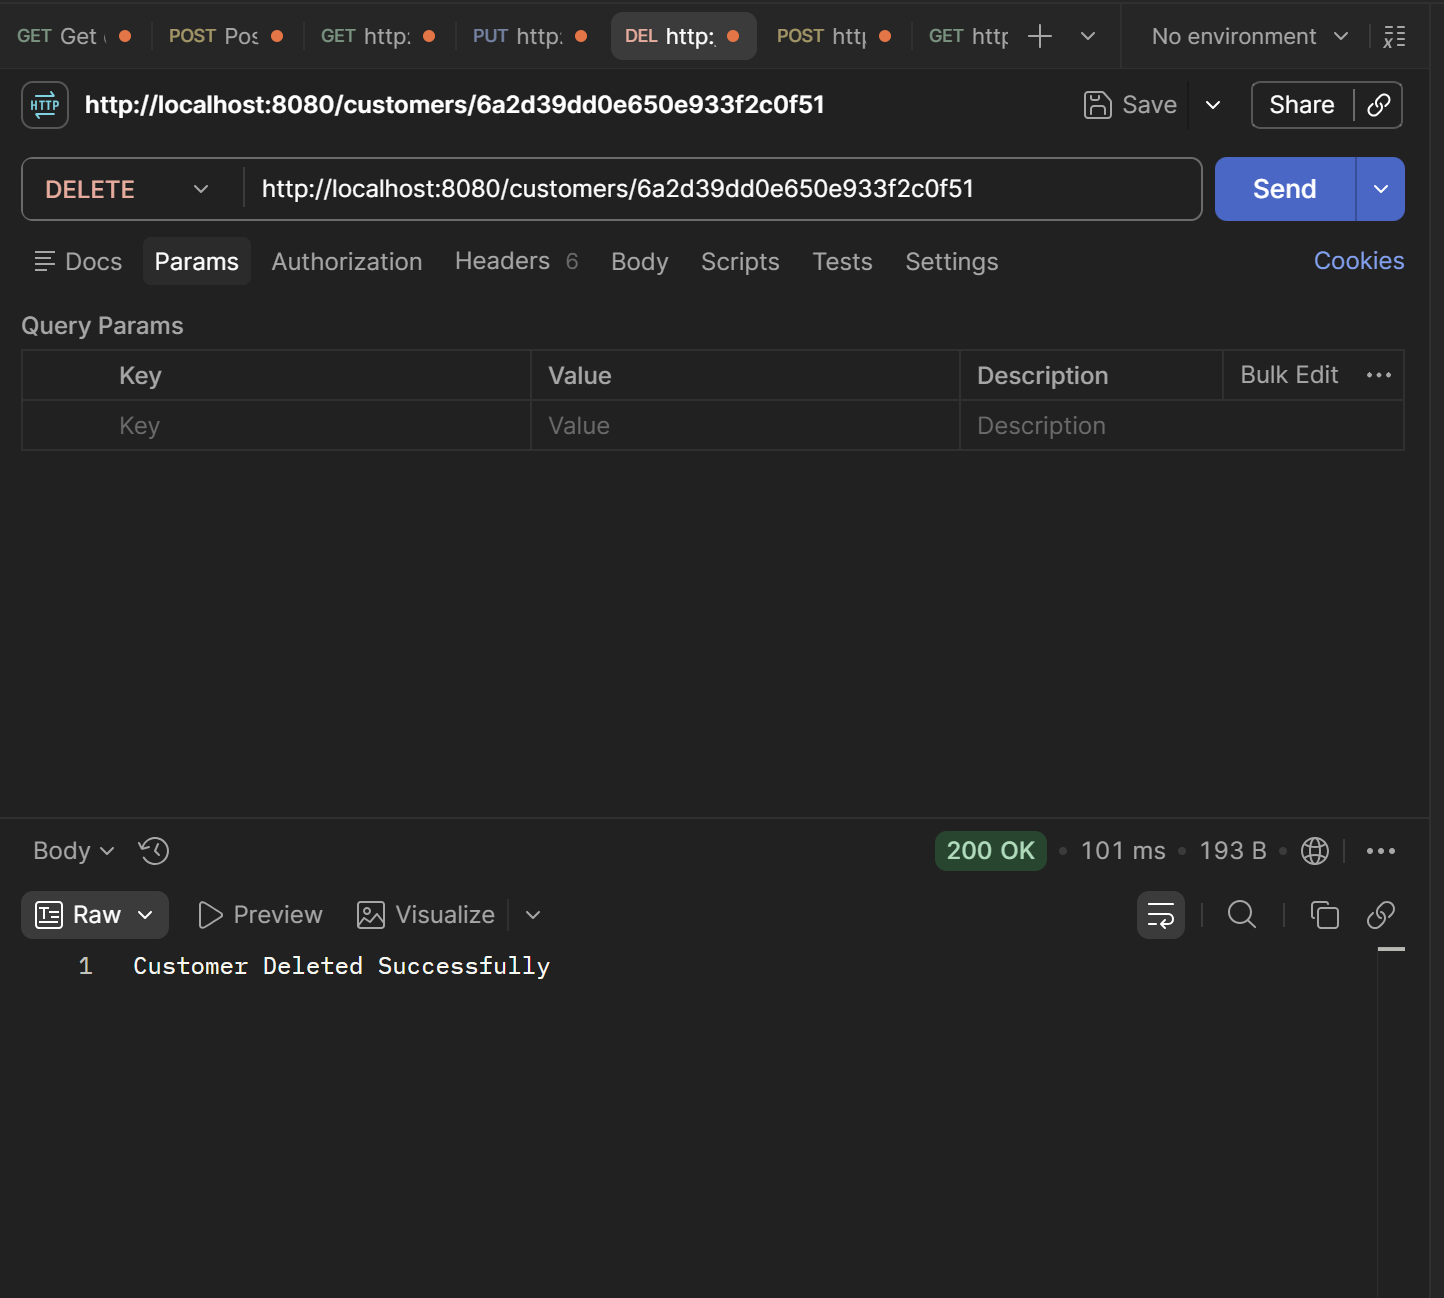 GET Get POST Pos GET http: PUT http: DEL http: POST http GET http No environment
HTTP http://localhost:8080/customers/6a2d39dd0e650e933f2c0f51 Save Share
DELETE http://localhost:8080/customers/6a2d39dd0e650e933f2c0f51 Send
Docs Params Authorization Headers 6 Body Scripts Tests Settings Cookies
Query Params
Key Value Description Bulk Edit
Key Value Description
Body 200 OK • 101 ms • 193 B
Raw Preview Visualize
1 Customer Deleted Successfully